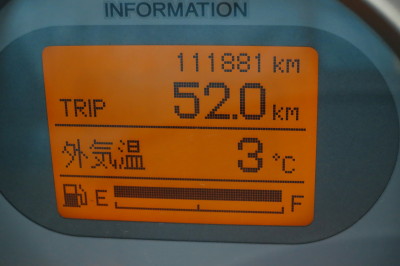 INFORMATION
111881 KM
TRIP 52.0 KM
外気温 3 °C
E F